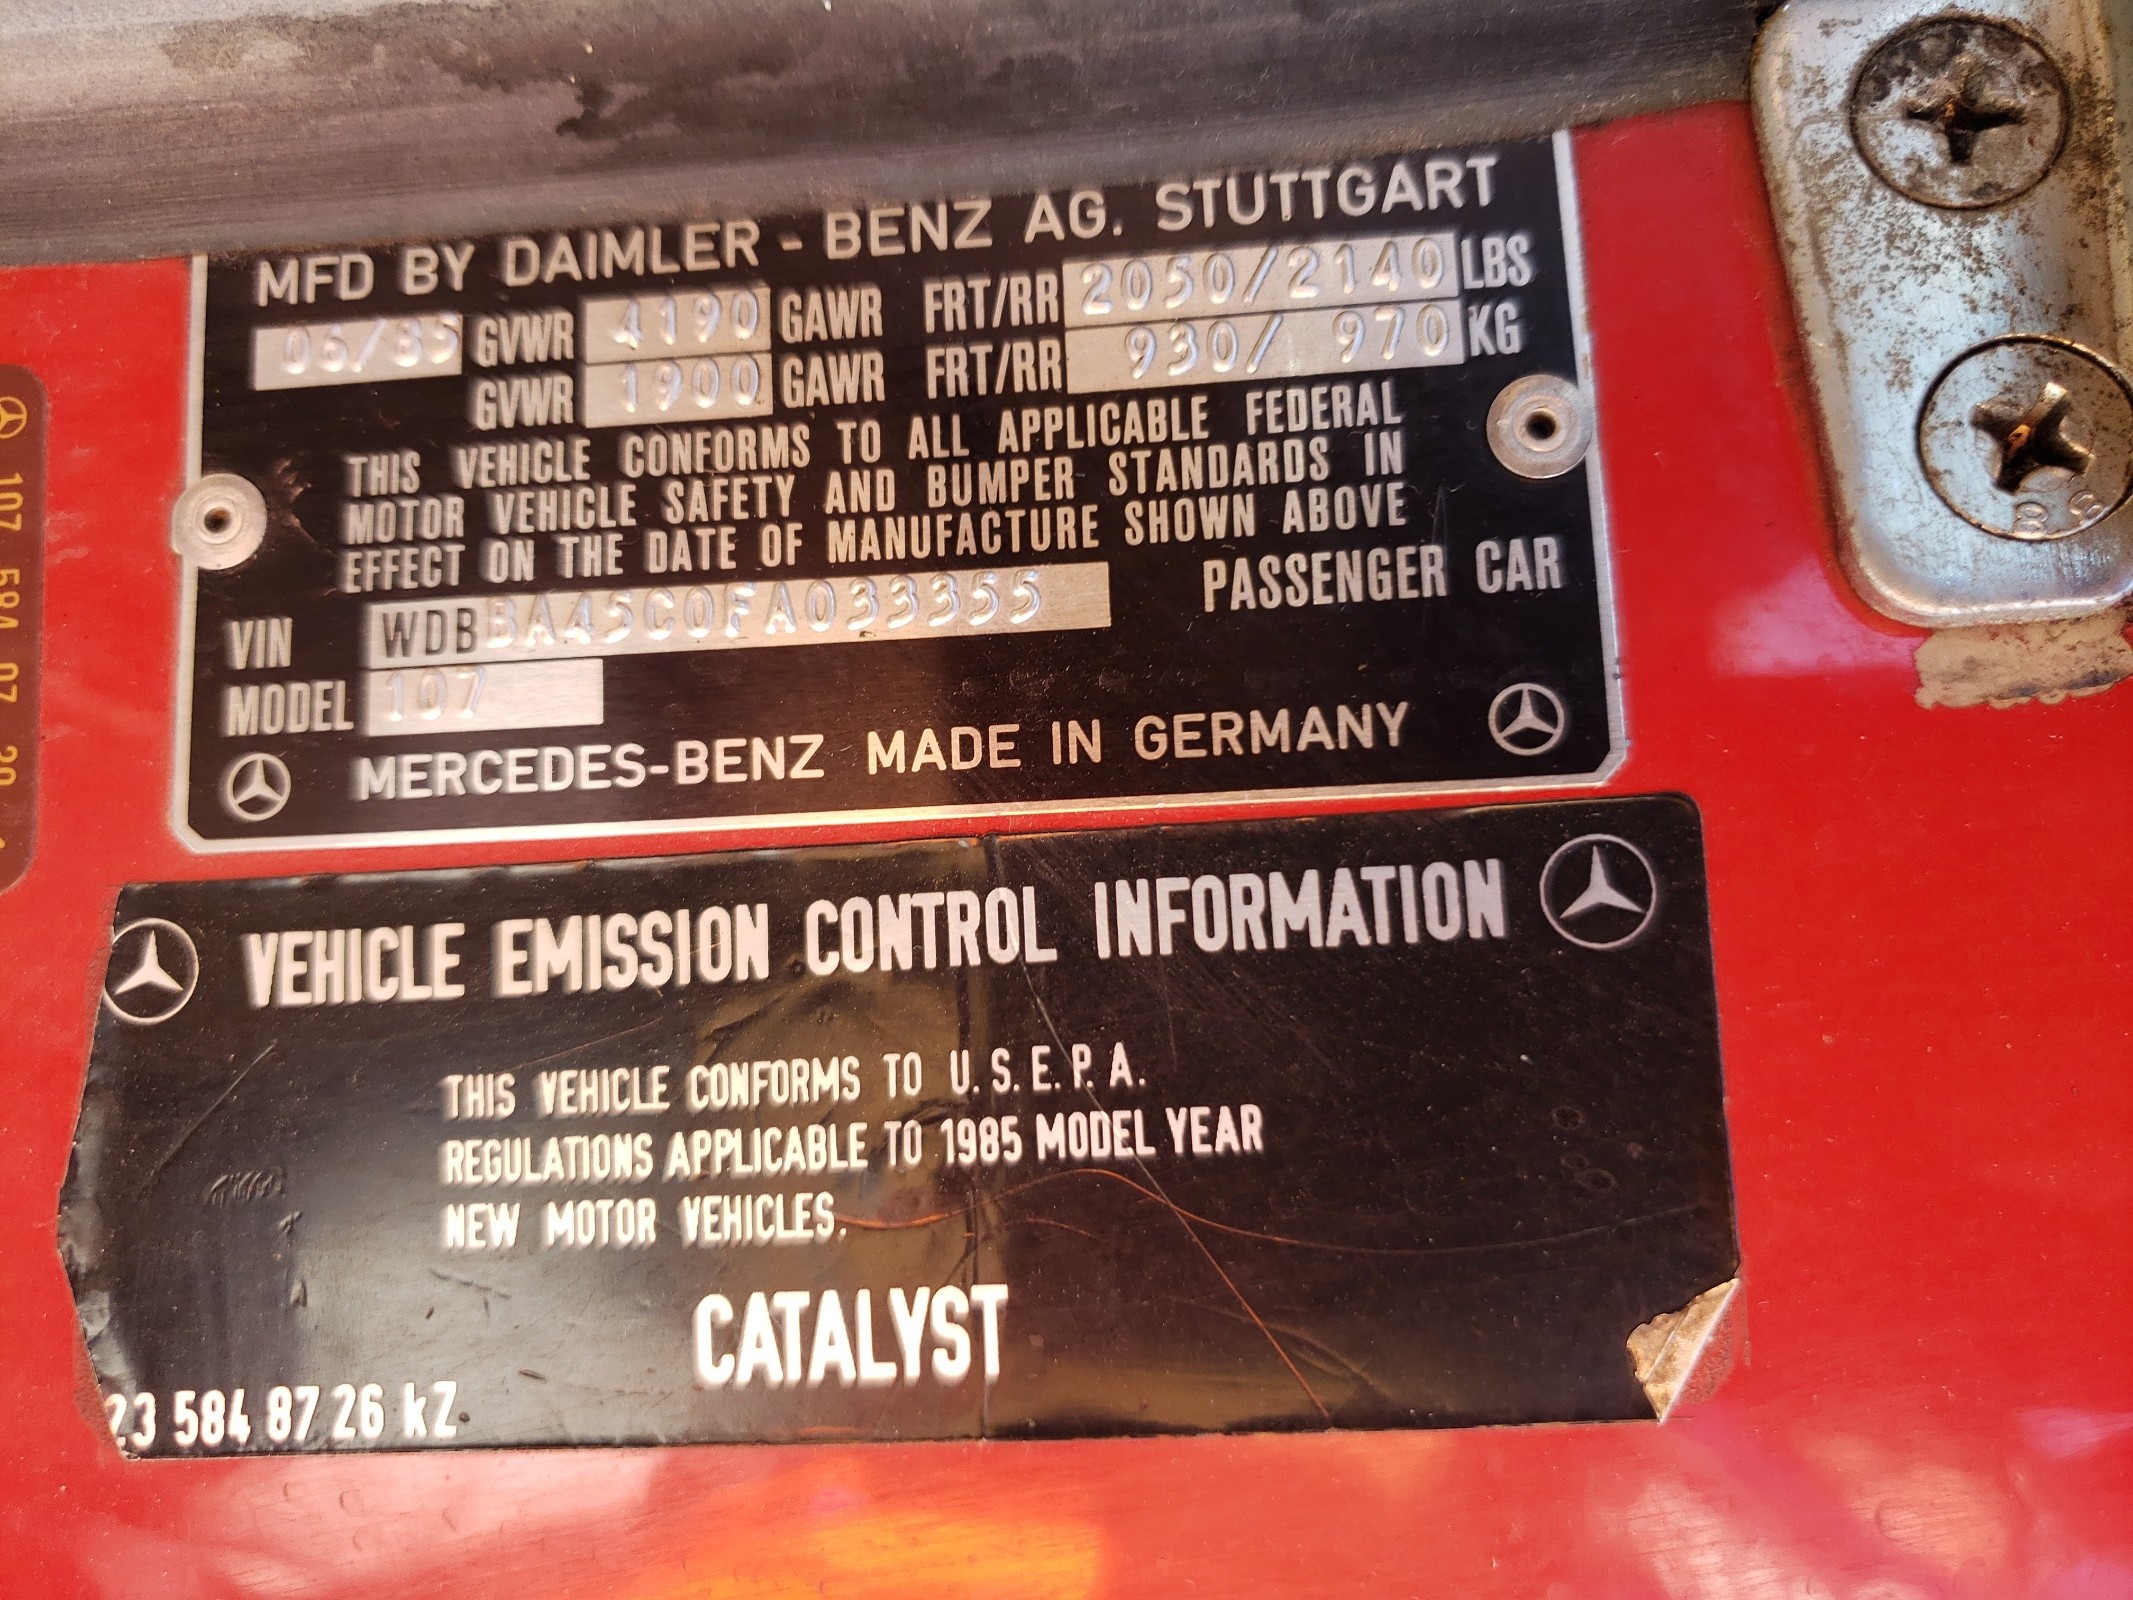 MFD BY DAIMLER - BENZ AG. STUTTGART
06/85 GVWR 4190 GAWR FRT/RR 2050/2140 LBS
GVWR 1900 GAWR FRT/RR 930/ 970 KG
THIS VEHICLE CONFORMS TO ALL APPLICABLE FEDERAL
MOTOR VEHICLE SAFETY AND BUMPER STANDARDS IN
EFFECT ON THE DATE OF MANUFACTURE SHOWN ABOVE
PASSENGER CAR
VIN WDBBA45C0FA033355
MODEL 107
MERCEDES-BENZ MADE IN GERMANY
VEHICLE EMISSION CONTROL INFORMATION
THIS VEHICLE CONFORMS TO U.S.E.P.A.
REGULATIONS APPLICABLE TO 1985 MODEL YEAR
NEW MOTOR VEHICLES.
CATALYST
23 584 87 26 kZ
107 584 07